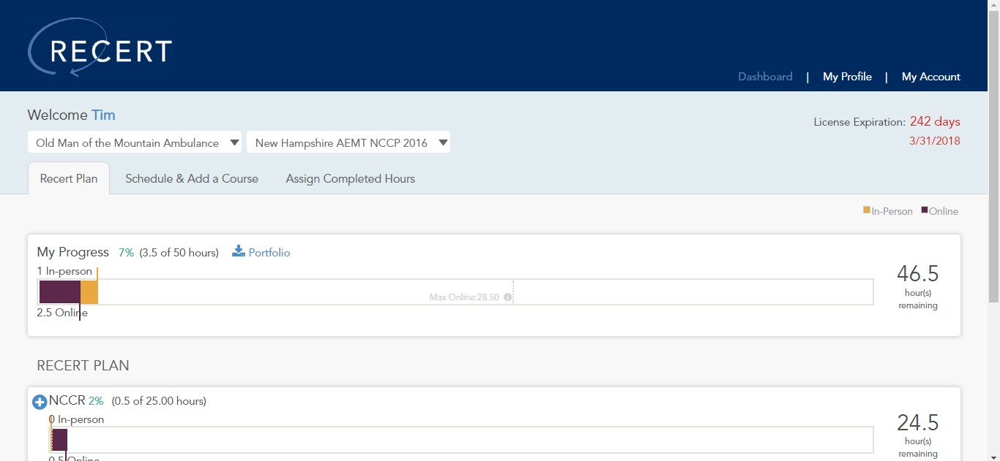 RECERT
Dashboard | My Profile | My Account
Welcome Tim
License Expiration: 242 days
3/31/2018
Old Man of the Mountain Ambulance
New Hampshire AEMT NCCP 2016
Recert Plan
Schedule & Add a Course
Assign Completed Hours
In-Person Online
My Progress 7% (3.5 of 50 hours) Portfolio
1 In-person
Max Online:28.50
2.5 Online
46.5
hour(s)
remaining
RECERT PLAN
NCCR 2% (0.5 of 25.00 hours)
0 In-person
0.5 Online
24.5
hour(s)
remaining